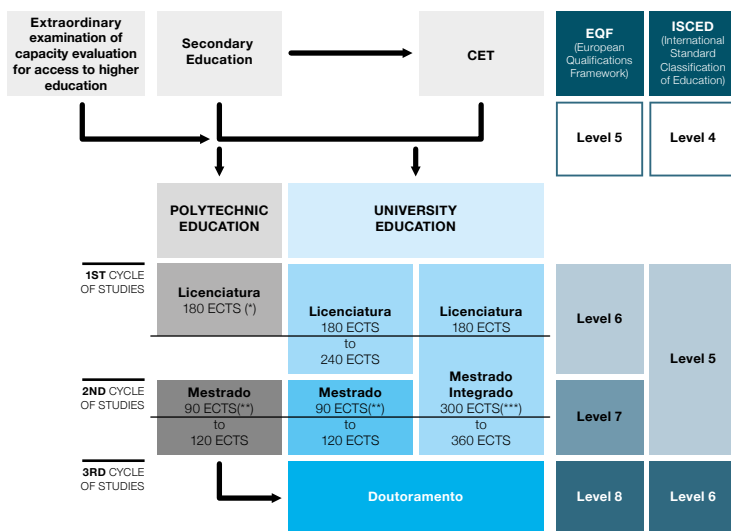 Extraordinary
examination of
capacity evaluation
for access to higher
education
Secondary
Education
CET
EQF
(European
Qualifications
Framework)
ISCED
(International
Standard
Classification
of Education)
Level 5
Level 4
POLYTECHNIC
EDUCATION
UNIVERSITY
EDUCATION
1ST CYCLE
OF STUDIES
Licenciatura
180 ECTS (*)
Licenciatura
180 ECTS
to
240 ECTS
Licenciatura
180 ECTS
Level 6
Level 5
2ND CYCLE
OF STUDIES
Mestrado
90 ECTS(**)
to
120 ECTS
Mestrado
90 ECTS(**)
to
120 ECTS
Mestrado
Integrado
300 ECTS(***)
to
360 ECTS
Level 7
3RD CYCLE
OF STUDIES
Doutoramento
Level 8
Level 6